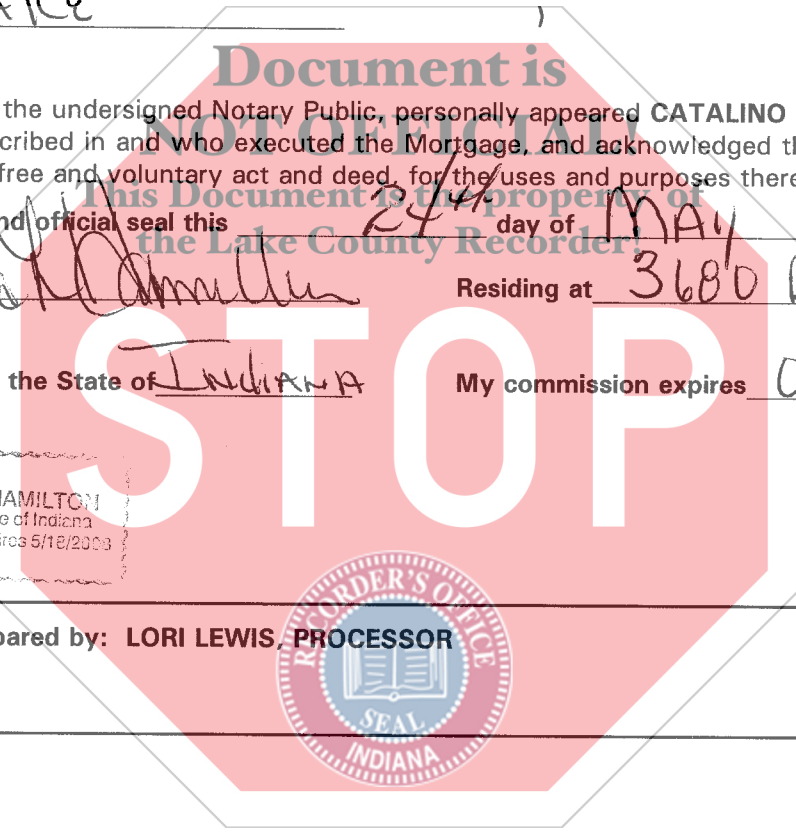 Document is
the undersigned Notary Public, personally appeared CATALINO
NOT OFFICIAL!
cribed in and who executed the Mortgage, and acknowledged th
free and voluntary act and deed, for the uses and purposes there
This Document is the property of
nd official seal this 24th day of MAY
the Lake County Recorder!
Residing at 3680
STOP
the State of INdiANA My commission expires
HAMILTON
e of Indiana
ires 5/18/2008
pared by: LORI LEWIS, PROCESSOR
RECORDER'S OFFICE
SEAL
INDIANA